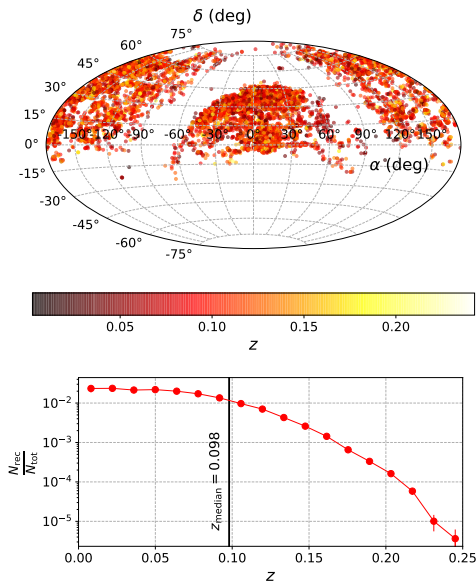 δ (deg)
75°
60°
45°
30°
15°
-150° -120° -90° -60° -30° 0° 30° 60° 90° 120° 150°
0°
α (deg)
-15°
-30°
-45°
-60°
-75°
0.05 0.10 0.15 0.20
z
10⁻²
10⁻³
10⁻⁴
10⁻⁵
N_rec
N_tot
z_median = 0.098
0.00 0.05 0.10 0.15 0.20 0.25
z